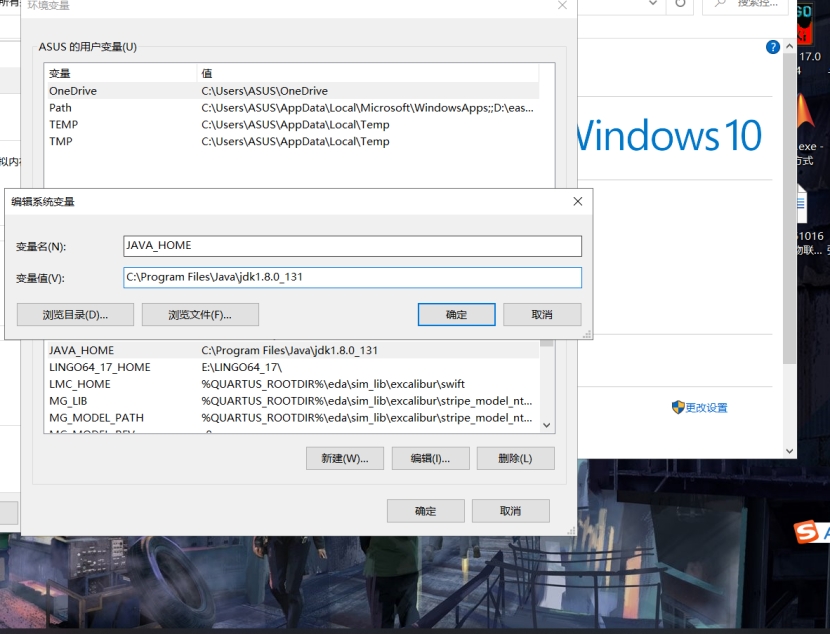 环境变量
搜索控...
ASUS 的用户变量(U)
变量 值
OneDrive C:\Users\ASUS\OneDrive
Path C:\Users\ASUS\AppData\Local\Microsoft\WindowsApps;;D:\eas...
TEMP C:\Users\ASUS\AppData\Local\Temp
TMP C:\Users\ASUS\AppData\Local\Temp
Windows 10
编辑系统变量
变量名(N): JAVA_HOME
变量值(V): C:\Program Files\Java\jdk1.8.0_131
浏览目录(D)... 浏览文件(F)... 确定 取消
JAVA_HOME C:\Program Files\Java\jdk1.8.0_131
LINGO64_17_HOME E:\LINGO64_17\
LMC_HOME %QUARTUS_ROOTDIR%\eda\sim_lib\excalibur\swift
MG_LIB %QUARTUS_ROOTDIR%\eda\sim_lib\excalibur\stripe_model_nt...
MG_MODEL_PATH %QUARTUS_ROOTDIR%\eda\sim_lib\excalibur\stripe_model_nt...
更改设置
新建(W)... 编辑(I)... 删除(L)
确定 取消
17.0
4
.exe -
方式
1016